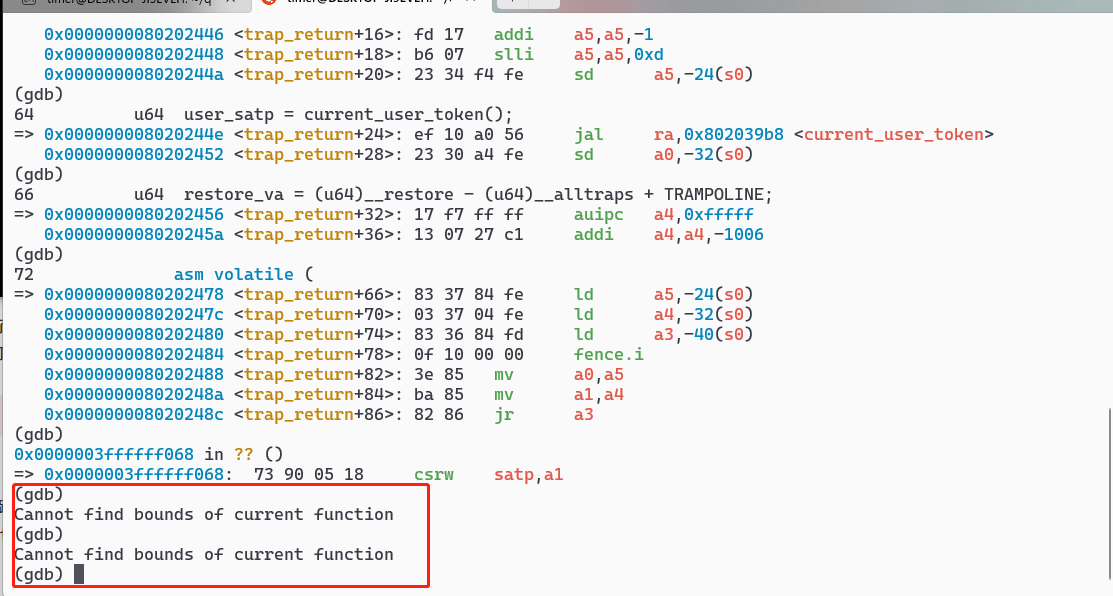 0x0000000080202446 <trap_return+16>: fd 17 addi a5,a5,-1
0x0000000080202448 <trap_return+18>: b6 07 slli a5,a5,0xd
0x000000008020244a <trap_return+20>: 23 34 f4 fe sd a5,-24(s0)
(gdb)
64 u64 user_satp = current_user_token();
=> 0x000000008020244e <trap_return+24>: ef 10 a0 56 jal ra,0x802039b8 <current_user_token>
0x0000000080202452 <trap_return+28>: 23 30 a4 fe sd a0,-32(s0)
(gdb)
66 u64 restore_va = (u64)__restore - (u64)__alltraps + TRAMPOLINE;
=> 0x0000000080202456 <trap_return+32>: 17 f7 ff ff auipc a4,0xfffff
0x000000008020245a <trap_return+36>: 13 07 27 c1 addi a4,a4,-1006
(gdb)
72 asm volatile (
=> 0x0000000080202478 <trap_return+66>: 83 37 84 fe ld a5,-24(s0)
0x000000008020247c <trap_return+70>: 03 37 04 fe ld a4,-32(s0)
0x0000000080202480 <trap_return+74>: 83 36 84 fd ld a3,-40(s0)
0x0000000080202484 <trap_return+78>: 0f 10 00 00 fence.i
0x0000000080202488 <trap_return+82>: 3e 85 mv a0,a5
0x000000008020248a <trap_return+84>: ba 85 mv a1,a4
0x000000008020248c <trap_return+86>: 82 86 jr a3
(gdb)
0x0000003ffffff068 in ?? ()
=> 0x0000003ffffff068: 73 90 05 18 csrw satp,a1
(gdb)
Cannot find bounds of current function
(gdb)
Cannot find bounds of current function
(gdb)